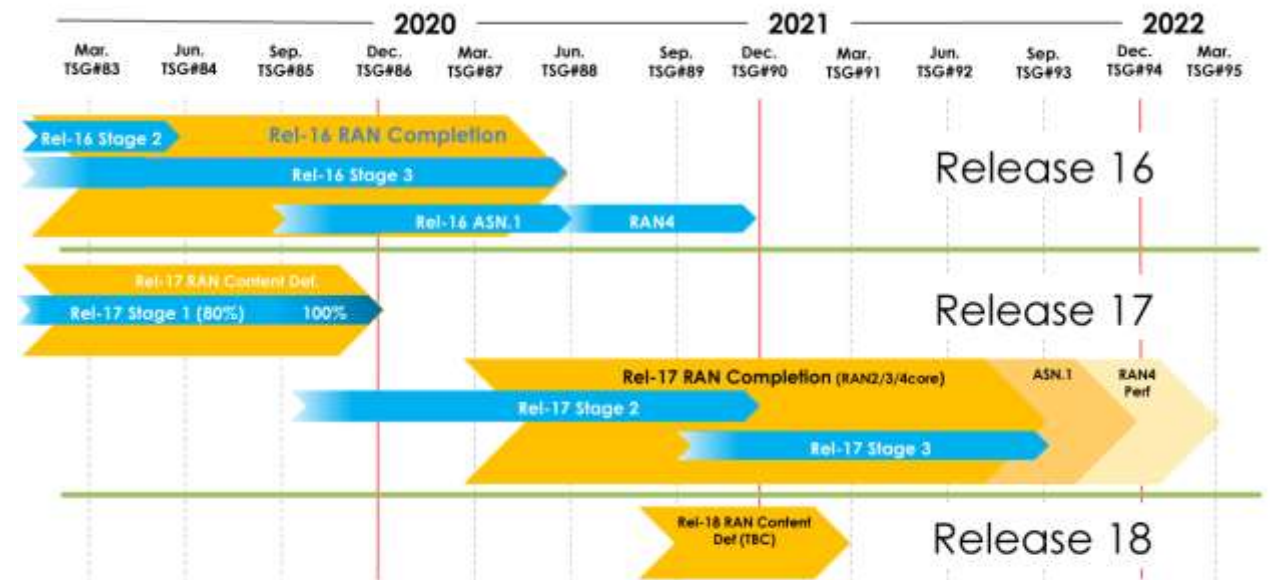 2020 2021 2022
Mar. Jun. Sep. Dec. Mar. Jun. Sep. Dec. Mar. Jun. Sep. Dec. Mar.
TSG#83 TSG#84 TSG#85 TSG#86 TSG#87 TSG#88 TSG#89 TSG#90 TSG#91 TSG#92 TSG#93 TSG#94 TSG#95
Rel-16 RAN Completion
Rel-16 Stage 2
Rel-16 Stage 3
Release 16
Rel-16 ASN.1 RAN4
Rel-17 RAN Content Def.
Rel-17 Stage 1 (80%) 100%
Release 17
Rel-17 RAN Completion (RAN2/3/4core) ASN.1 RAN4
Perf
Rel-17 Stage 2
Rel-17 Stage 3
Rel-18 RAN Content
Def (TBC)
Release 18